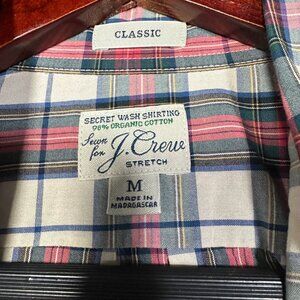 CLASSIC
SECRET WASH SHIRTING
98% ORGANIC COTTON
Sewn for J.Crew
STRETCH
M
MADE IN
MADAGASCAR